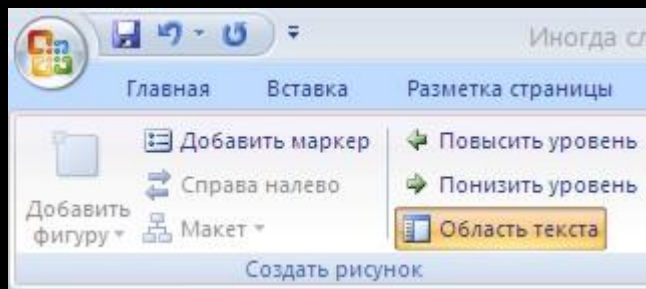 Иногда сл
Главная Вставка Разметка страницы
Добавить маркер
Справа налево
Добавить фигуру
Макет
Повысить уровень
Понизить уровень
Область текста
Создать рисунок